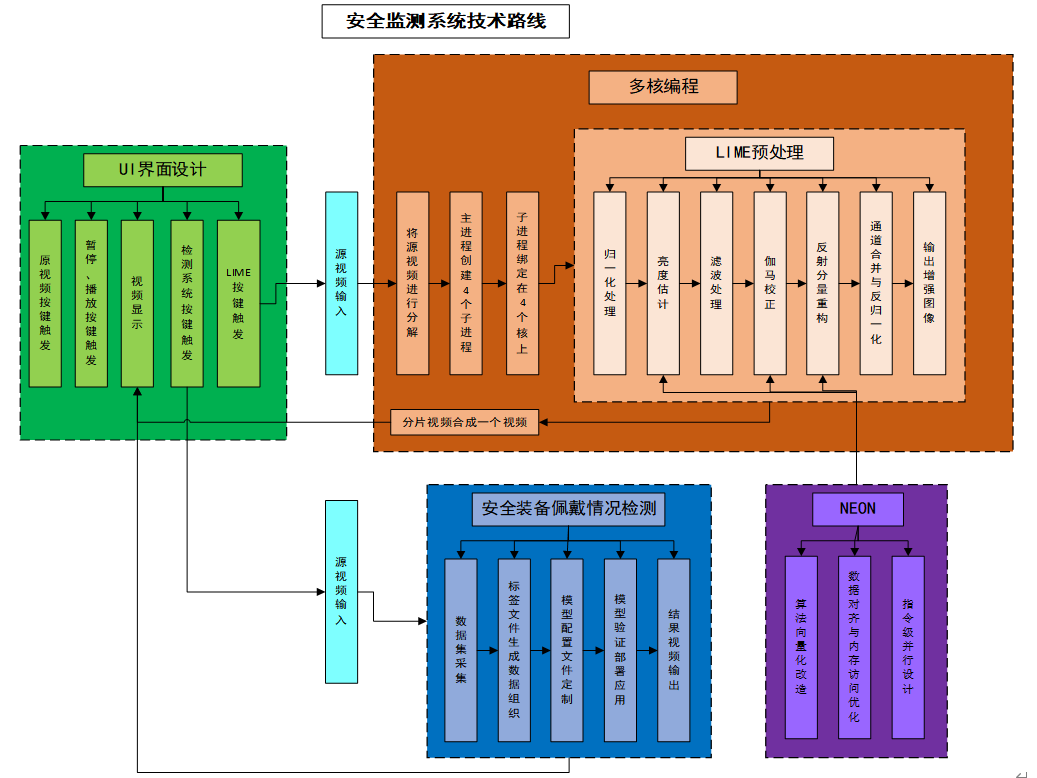 安全监测系统技术路线
多核编程
LIME预处理
UI界面设计
原视频按键触发
暂停、播放按键触发
视频显示
检测系统按键触发
LIME按键触发
源视频输入
将源视频进行分解
主进程创建4个子进程
子进程绑定在4个核上
归一化处理
亮度估计
滤波处理
伽马校正
反射分量重构
通道合并与反归一化
输出增强图像
分片视频合成一个视频
源视频输入
安全装备佩戴情况检测
数据集采集
标签文件生成数据组织
模型配置文件定制
模型验证部署应用
结果视频输出
NEON
算法向量化改造
数据对齐与内存访问优化
指令级并行设计